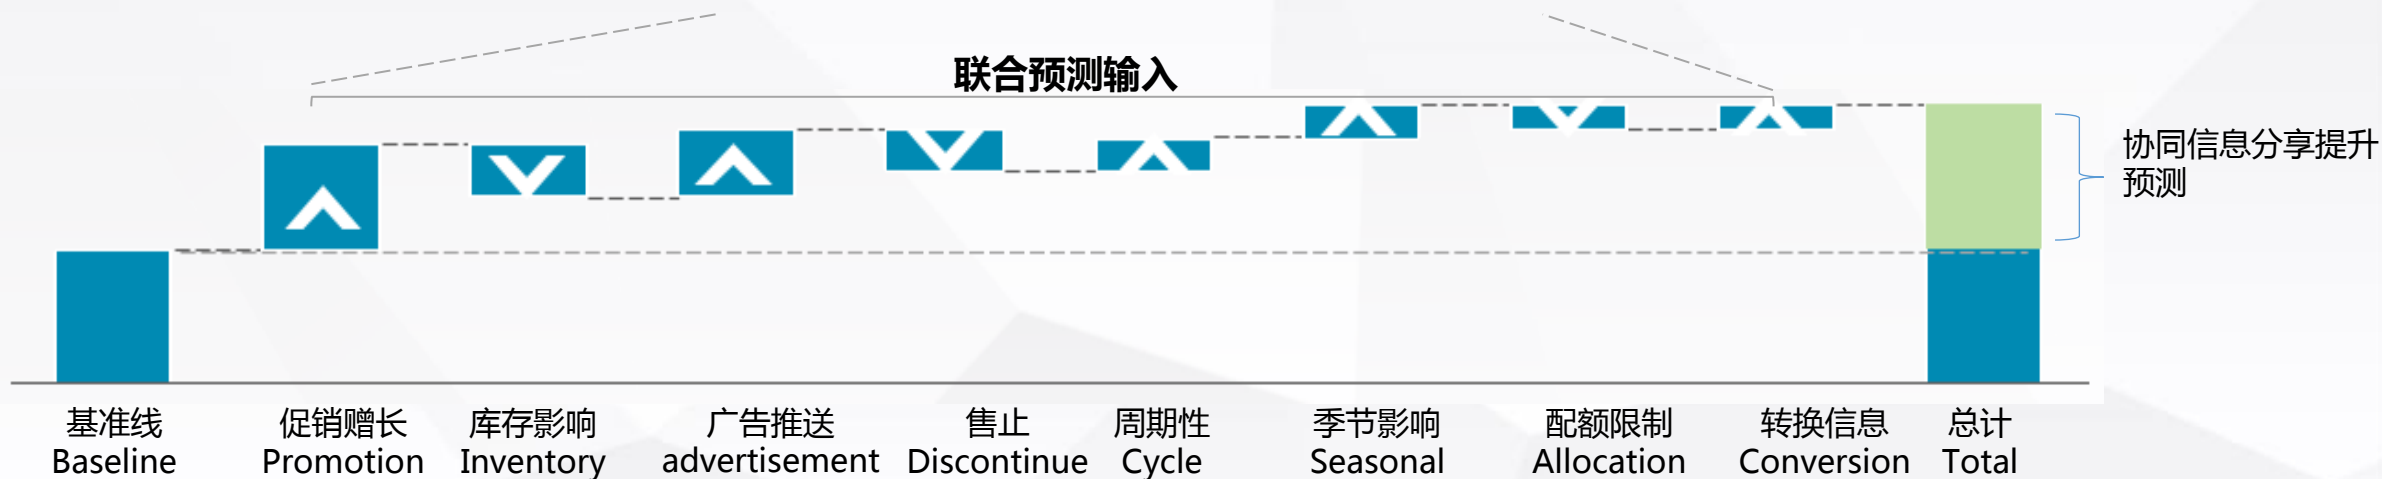 联合预测输入
协同信息分享提升
预测
基准线
Baseline
促销赠长
Promotion
库存影响
Inventory
广告推送
advertisement
售止
Discontinue
周期性
Cycle
季节影响
Seasonal
配额限制
Allocation
转换信息
Conversion
总计
Total